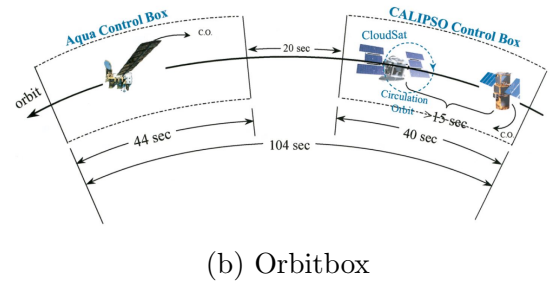 Aqua Control Box
c.o.
20 sec
CALIPSO Control Box
CloudSat
orbit
Circulation
Orbit
15 sec
c.o.
44 sec
40 sec
104 sec
(b) Orbitbox